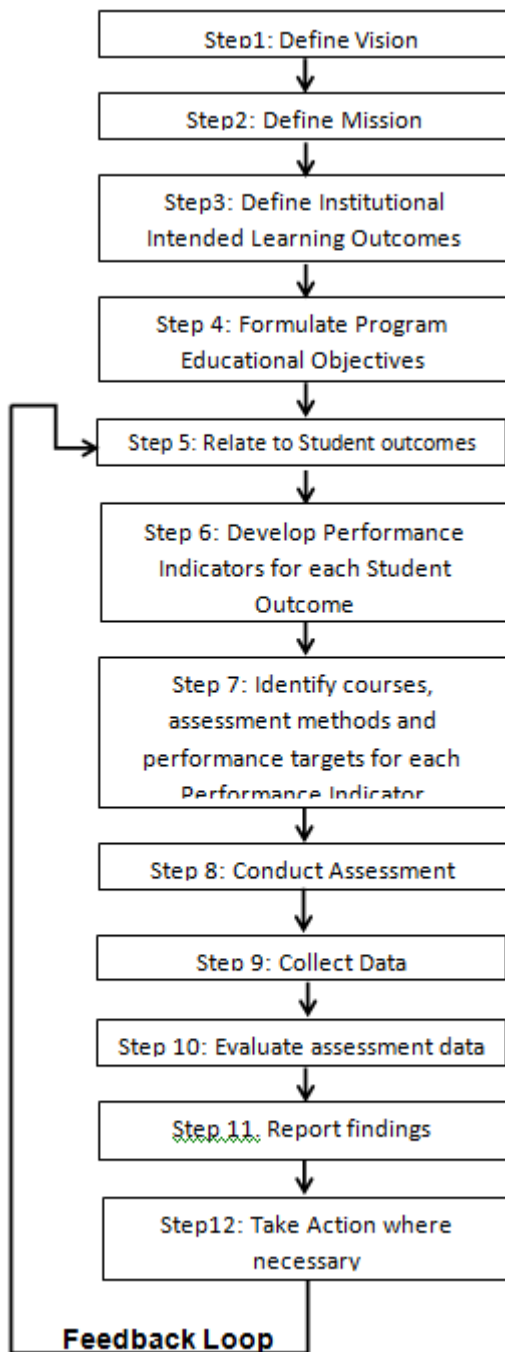 Step1: Define Vision
Step2: Define Mission
Step3: Define Institutional
Intended Learning Outcomes
Step 4: Formulate Program
Educational Objectives
Step 5: Relate to Student outcomes
Step 6: Develop Performance
Indicators for each Student
Outcome
Step 7: Identify courses,
assessment methods and
performance targets for each
Performance Indicator
Step 8: Conduct Assessment
Step 9: Collect Data
Step 10: Evaluate assessment data
Step 11. Report findings
Step12: Take Action where
necessary
Feedback Loop